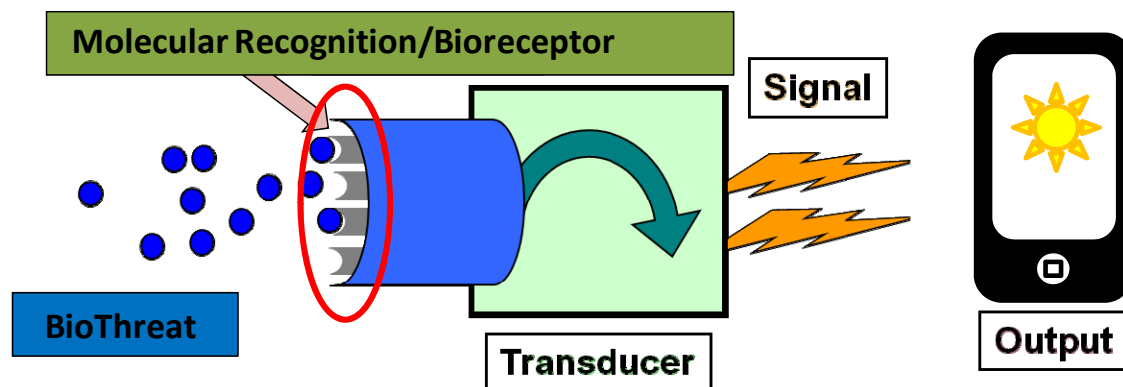 Molecular Recognition/Bioreceptor
Signal
BioThreat
Transducer
Output